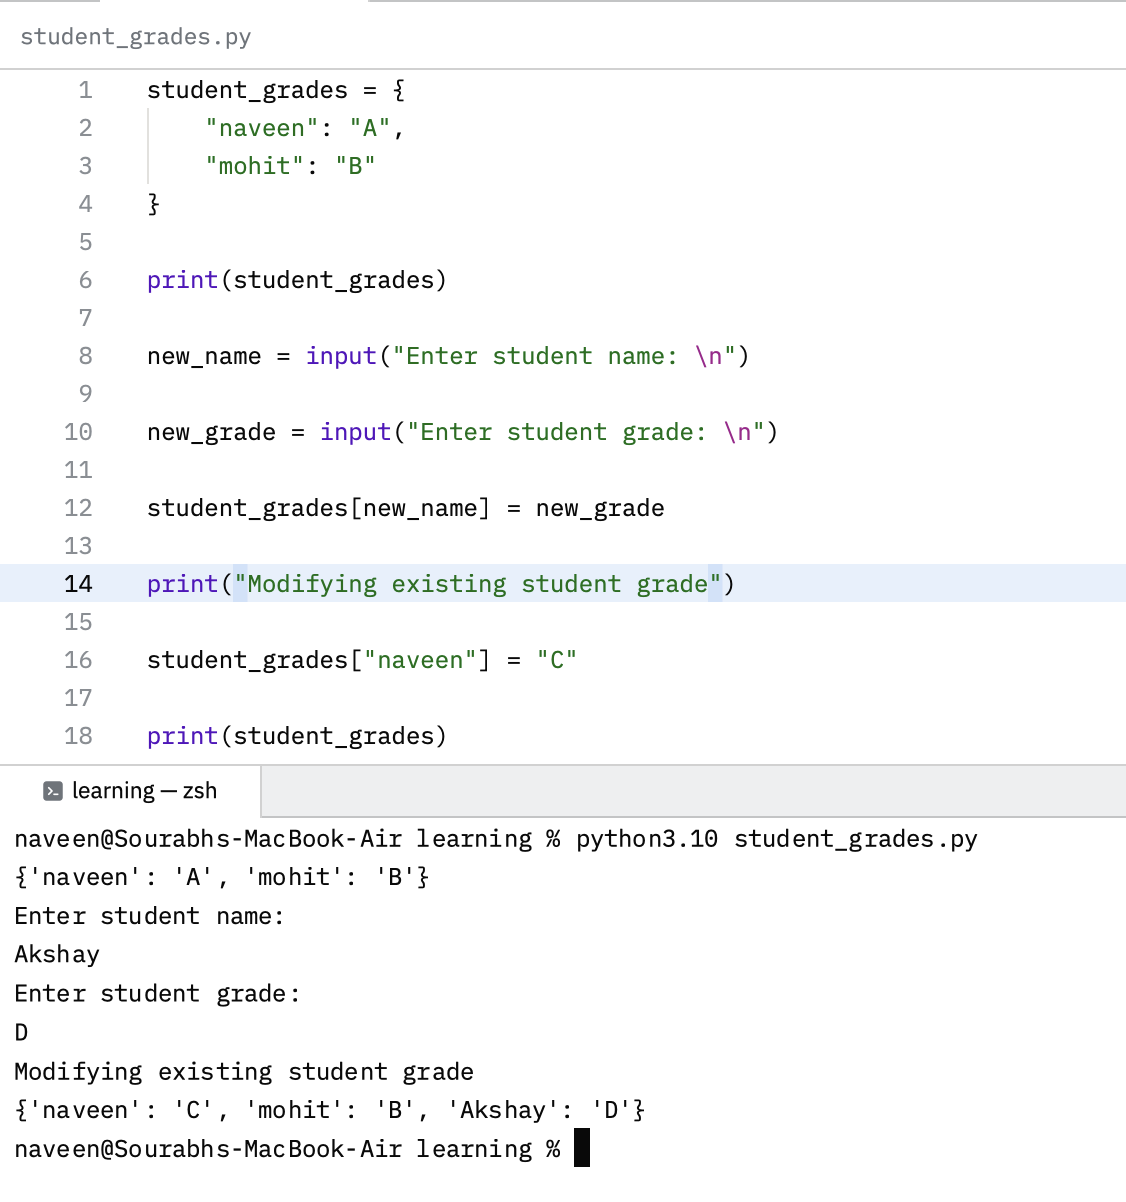 student_grades.py
1 student_grades = {
2     "naveen": "A",
3     "mohit": "B"
4 }
5
6 print(student_grades)
7
8 new_name = input("Enter student name: \n")
9
10 new_grade = input("Enter student grade: \n")
11
12 student_grades[new_name] = new_grade
13
14 print("Modifying existing student grade")
15
16 student_grades["naveen"] = "C"
17
18 print(student_grades)
learning — zsh
naveen@Sourabhs-MacBook-Air learning % python3.10 student_grades.py
{'naveen': 'A', 'mohit': 'B'}
Enter student name:
Akshay
Enter student grade:
D
Modifying existing student grade
{'naveen': 'C', 'mohit': 'B', 'Akshay': 'D'}
naveen@Sourabhs-MacBook-Air learning %